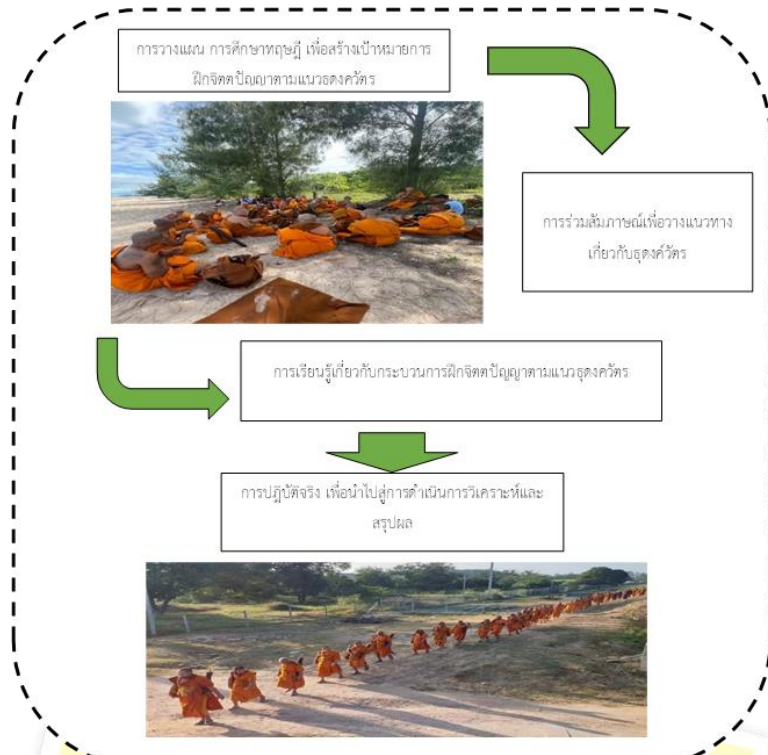 การวางแผน การศึกษาทฤษฎี เพื่อสร้างเป้าหมายการ
ฝึกจิตตปัญญาตามแนวธุดงควัตร
การร่วมสัมภาษณ์เพื่อวางแนวทาง
เกี่ยวกับธุดงค์วัตร
การเรียนรู้เกี่ยวกับกระบวนการฝึกจิตตปัญญาตามแนวธุดงควัตร
การปฏิบัติจริง เพื่อนำไปสู่การดำเนินการวิเคราะห์และ
สรุปผล